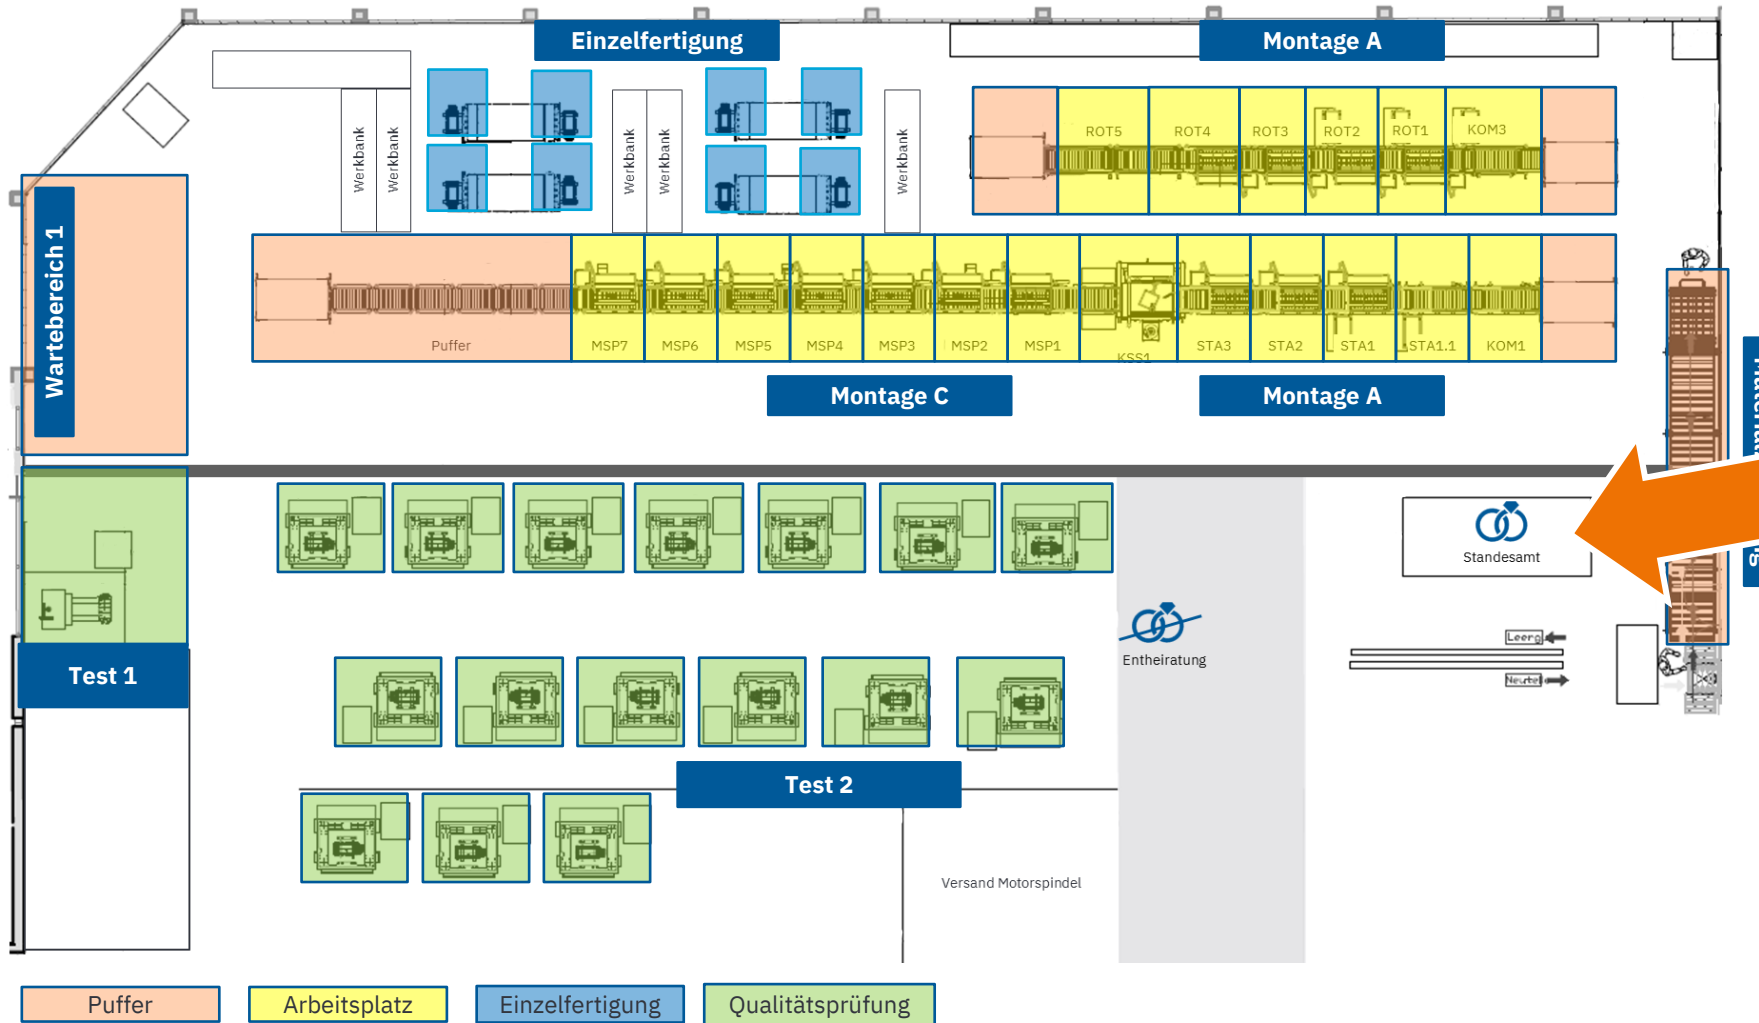 Einzelfertigung
Montage A
Werkbank
Werkbank
Werkbank
Werkbank
Werkbank
ROT5
ROT4
ROT3
ROT2
ROT1
KOM3
Wartebereich 1
Puffer
MSP7
MSP6
MSP5
MSP4
MSP3
MSP2
MSP1
KSS1
STA3
STA2
STA1
STA1.1
KOM1
Montage C
Montage A
Standesamt
Entheiratung
Leerg
Neuteil
Test 1
Test 2
Versand Motorspindel
Puffer
Arbeitsplatz
Einzelfertigung
Qualitätsprüfung